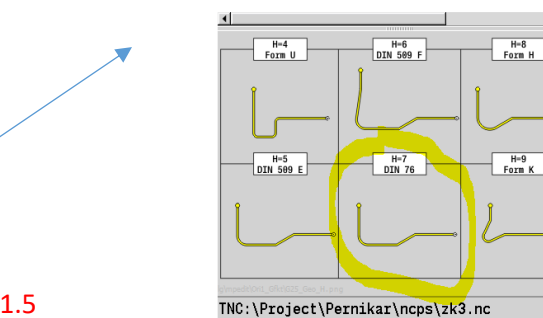 H=4
Form U
H=6
DIN 509 F
H=8
Form H
H=5
DIN 509 E
H=7
DIN 76
H=9
Form K
1.5
TNC:\Project\Pernikar\ncps\zk3.nc